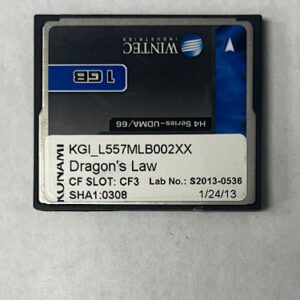 WINTEC
INDUSTRIES
1 GB
H4 Series-UDMA/66
KONAMI
KGI_L557MLB002XX
Dragon's Law
CF SLOT: CF3 Lab No.: S2013-0536
SHA1:0308 1/24/13